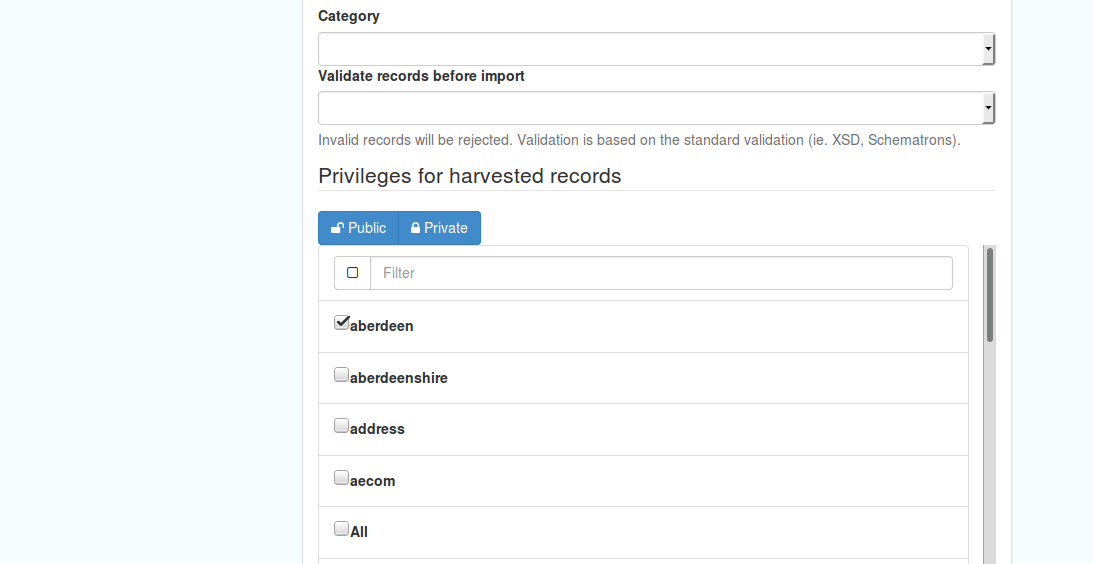 Category
Validate records before import
Invalid records will be rejected. Validation is based on the standard validation (ie. XSD, Schematrons).
Privileges for harvested records
Public Private
Filter
aberdeen
aberdeenshire
address
aecom
All